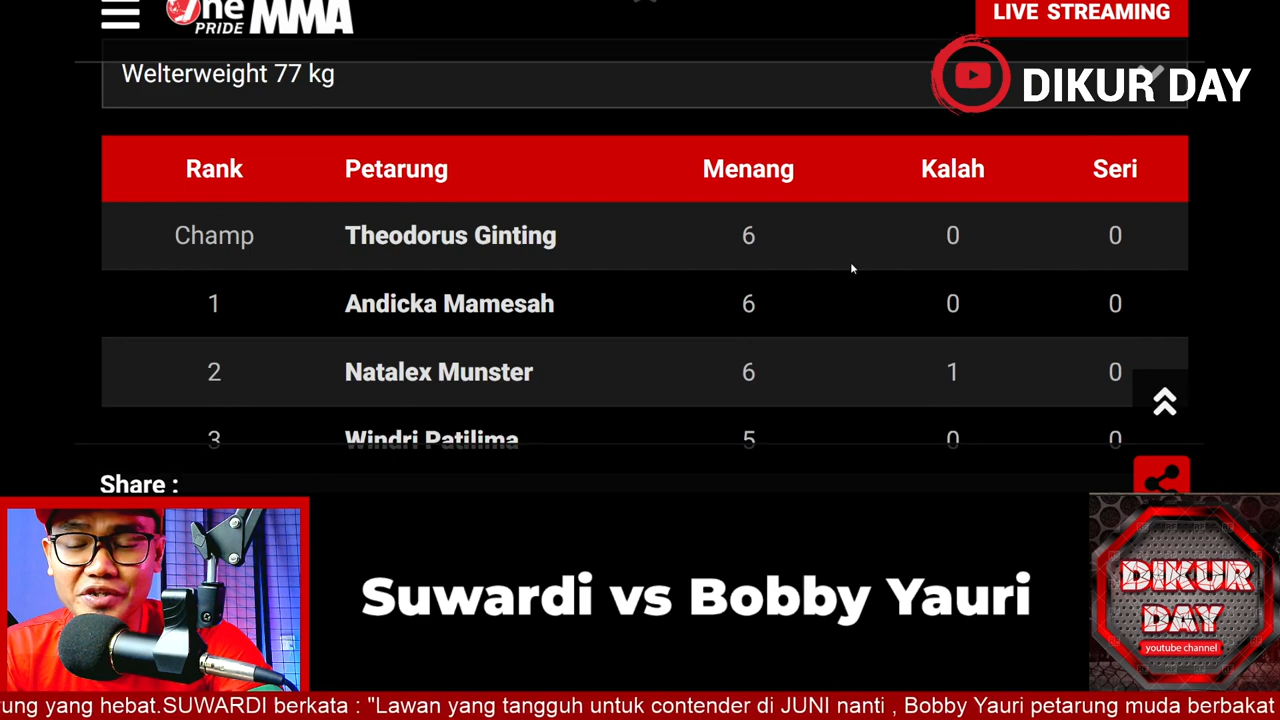 One
PRIDE MMA
LIVE STREAMING
Welterweight 77 kg
DIKUR DAY
Rank Petarung Menang Kalah Seri
Champ Theodorus Ginting 6 0 0
1 Andicka Mamesah 6 0 0
2 Natalex Munster 6 1 0
3 Windri Patilima 5 0 0
Share :
Suwardi vs Bobby Yauri
DIKUR
DAY
youtube channel
rung yang hebat.SUWARDI berkata : "Lawan yang tangguh untuk contender di JUNI nanti , Bobby Yauri petarung muda berbakat